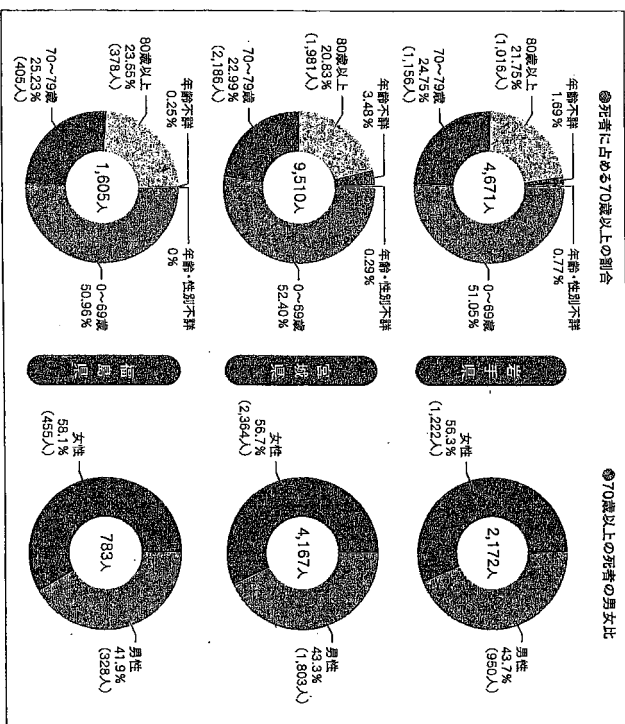 ●死者に占める70歳以上の割合
年齢不詳
1.69%
年齢・性別不詳
0.77%
80歳以上
21.75%
(1,016人)
70〜79歳
24.75%
(1,156人)
4,671人
0〜69歳
51.05%
年齢不詳
3.48%
年齢・性別不詳
0.29%
80歳以上
20.83%
(1,981人)
70〜79歳
22.99%
(2,186人)
9,510人
0〜69歳
52.40%
年齢不詳
0.25%
年齢・性別不詳
0%
80歳以上
23.55%
(378人)
70〜79歳
25.23%
(405人)
1,605人
0〜69歳
50.96%
岩手県
宮城県
福島県
●70歳以上の死者の男女比
女性
56.3%
(1,222人)
2,172人
男性
43.7%
(950人)
女性
56.7%
(2,364人)
4,167人
男性
43.3%
(1,803人)
女性
58.1%
(455人)
783人
男性
41.9%
(328人)